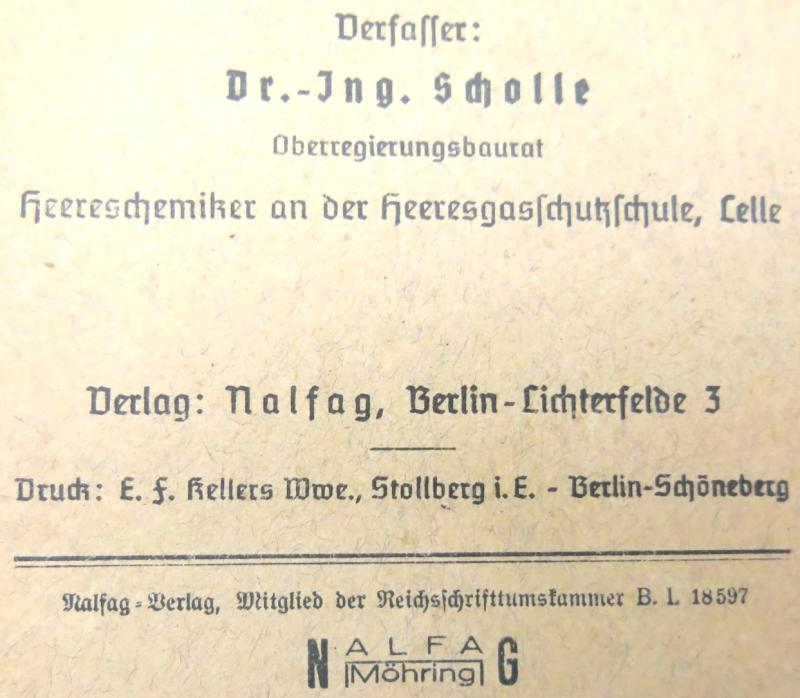 Verfasser:
Dr.-Ing. Scholle
Oberregierungsbaurat
Heereschemiker an der Heeresgasschutzschule, Celle
Verlag: Nalfag, Berlin-Lichterfelde 3
Druck: E. F. Kellers Wwe., Stollberg i. E. - Berlin-Schöneberg
Nalfag-Verlag, Mitglied der Reichsschrifttumskammer B. I. 18597
NALFAG
Möhring